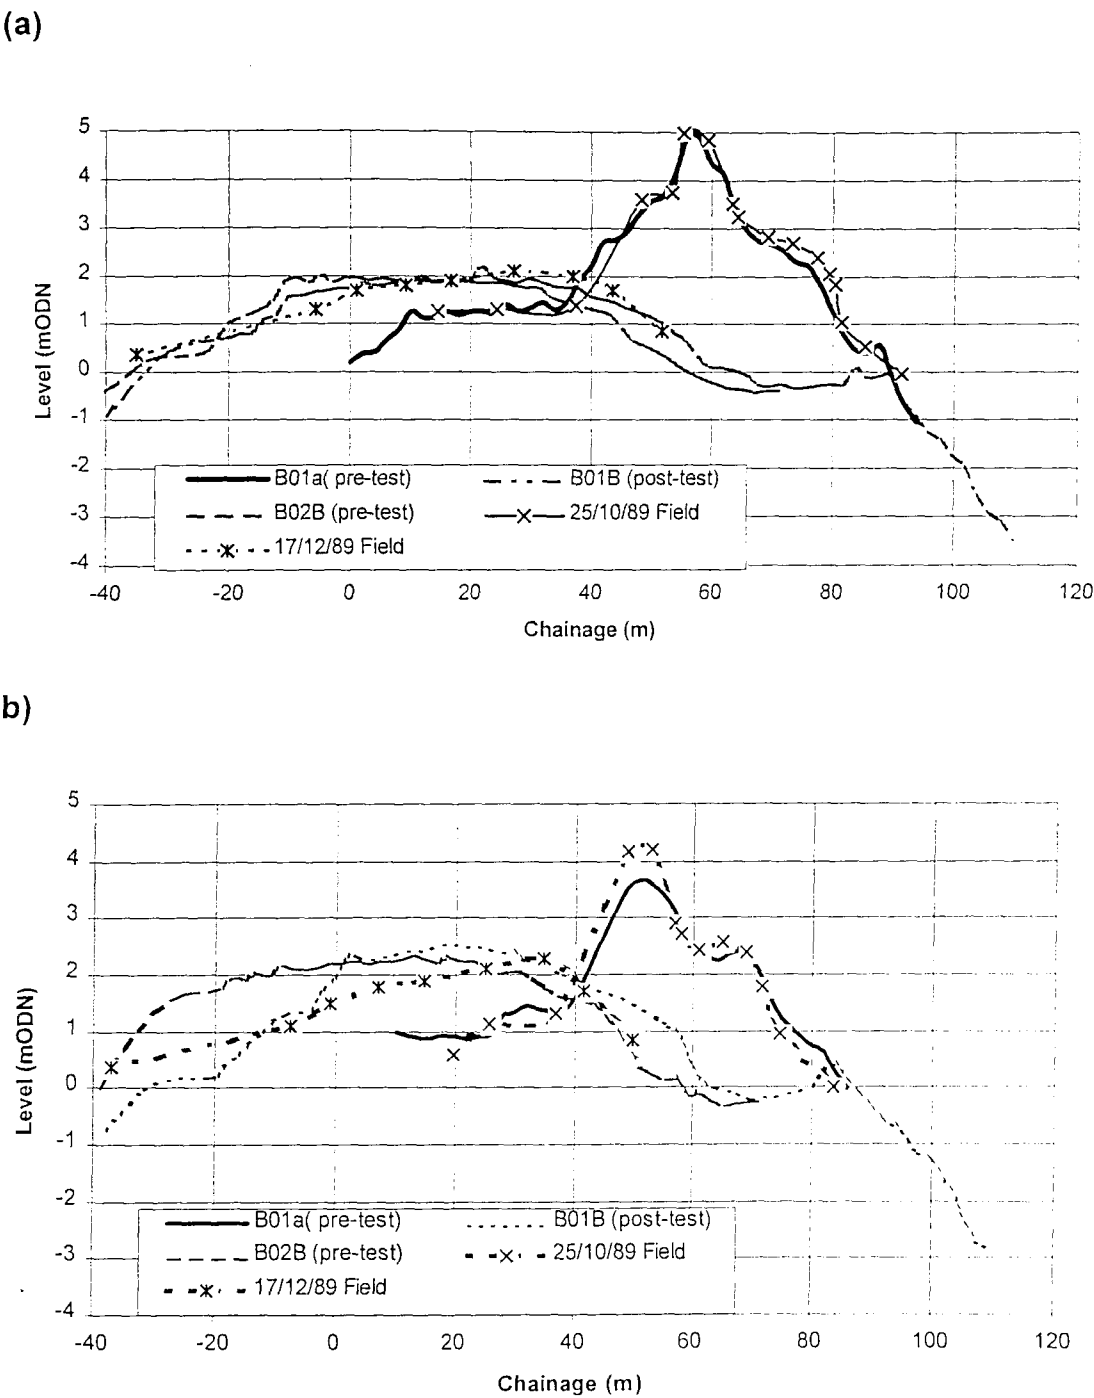 (a)
5
4
3
2
1
0
-1
-2
-3
-4
Level (mODN
-40 -20 0 20 40 60 80 100 120
Chainage (m)
B01a( pre-test) B01B (post-test)
B02B (pre-test) 25/10/89 Field
17/12/89 Field
b)
5
4
3
2
1
0
-1
-2
-3
-4
Level (mODN)
-40 -20 0 20 40 60 80 100 120
Chainage (m)
B01a( pre-test) B01B (post-test)
B02B (pre-test) 25/10/89 Field
17/12/89 Field